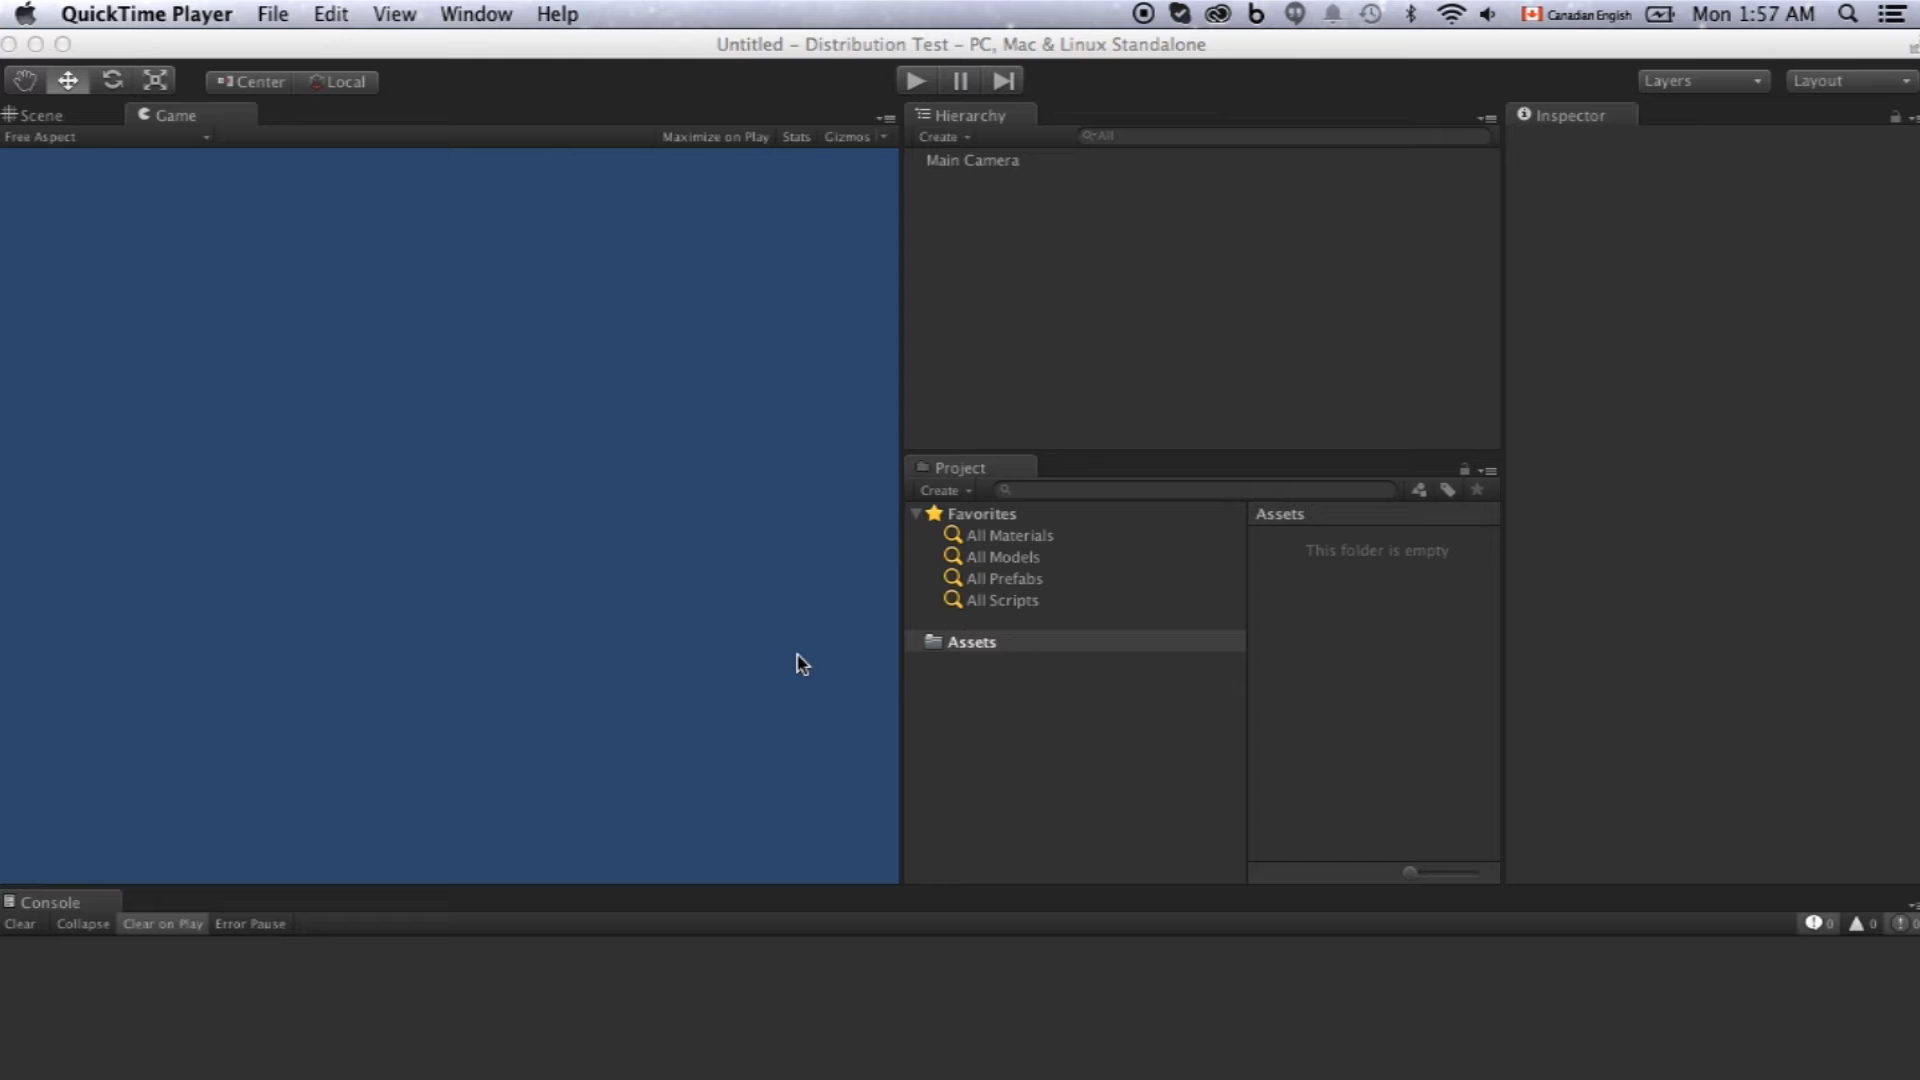 QuickTime Player File Edit View Window Help Canadian English Mon 1:57 AM
Untitled - Distribution Test - PC, Mac & Linux Standalone
Center Local Layers Layout
Scene Game Hierarchy Inspector
Free Aspect Maximize on Play Stats Gizmos Create All
Main Camera
Project
Create
Favorites Assets
All Materials
This folder is empty
All Models
All Prefabs
All Scripts
Assets
Console
Clear Collapse Clear on Play Error Pause 0 0 0